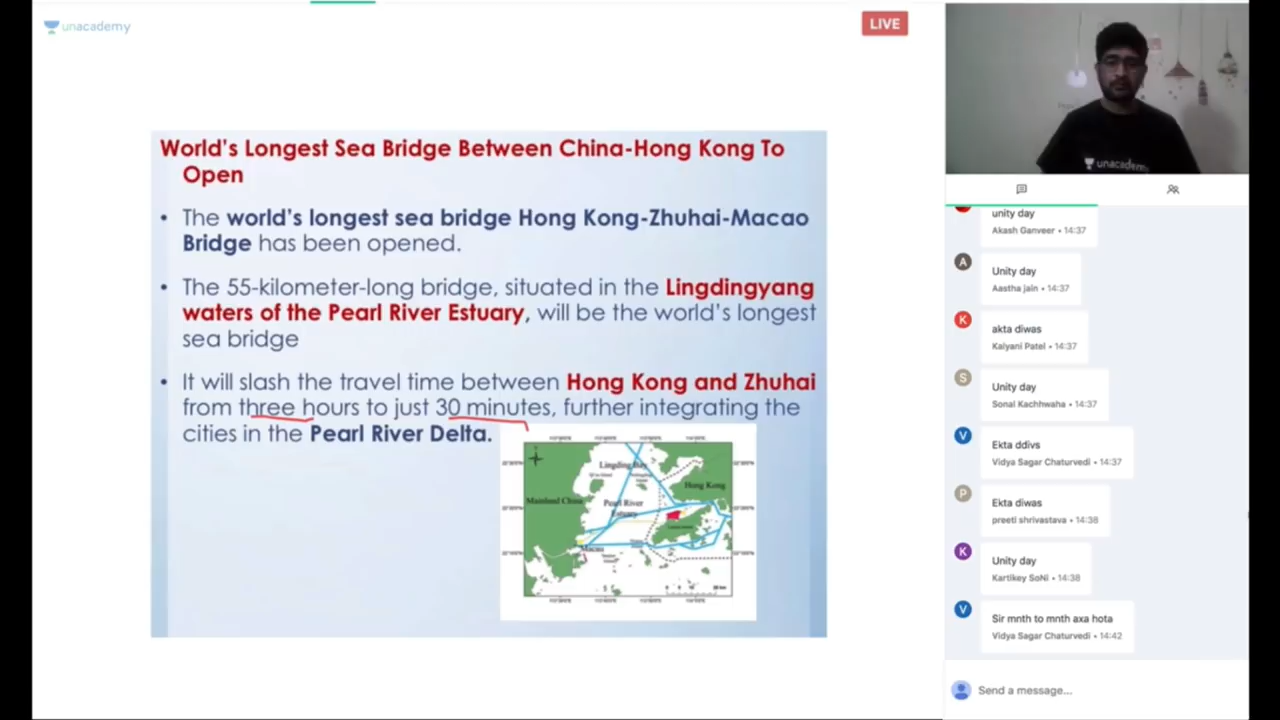 unacademy
LIVE
World's Longest Sea Bridge Between China-Hong Kong To
Open
• The world's longest sea bridge Hong Kong-Zhuhai-Macao
Bridge has been opened.
• The 55-kilometer-long bridge, situated in the Lingdingyang
waters of the Pearl River Estuary, will be the world's longest
sea bridge
• It will slash the travel time between Hong Kong and Zhuhai
from three hours to just 30 minutes, further integrating the
cities in the Pearl River Delta.
Lingding Bay
Hong Kong
Mainland China
Pearl River
Estuary
Macau
unacademy
unity day
Akash Ganveer • 14:37
A
Unity day
Aastha jain • 14:37
K
akta diwas
Kalyani Patel • 14:37
S
Unity day
Sonal Kachhwaha • 14:37
V
Ekta ddivs
Vidya Sagar Chaturvedi • 14:37
P
Ekta diwas
preeti shrivastava • 14:38
K
Unity day
Kartikey SoNi • 14:38
V
Sir mnth to mnth axa hota
Vidya Sagar Chaturvedi • 14:42
Send a message...